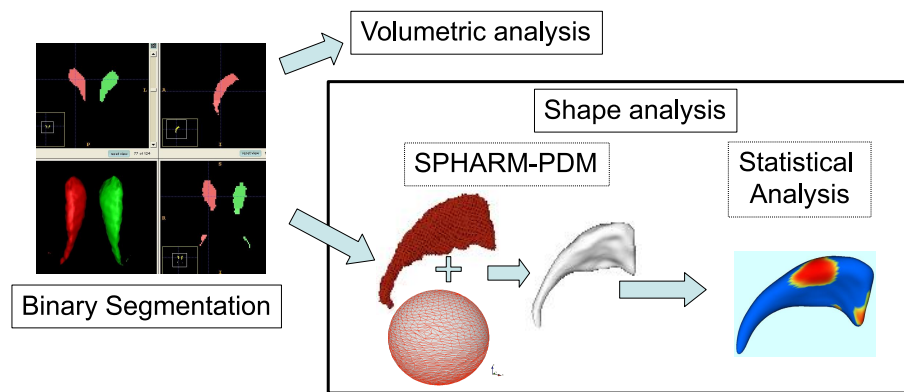 Volumetric analysis
Shape analysis
SPHARM-PDM
Statistical
Analysis
Binary Segmentation
L
A
R